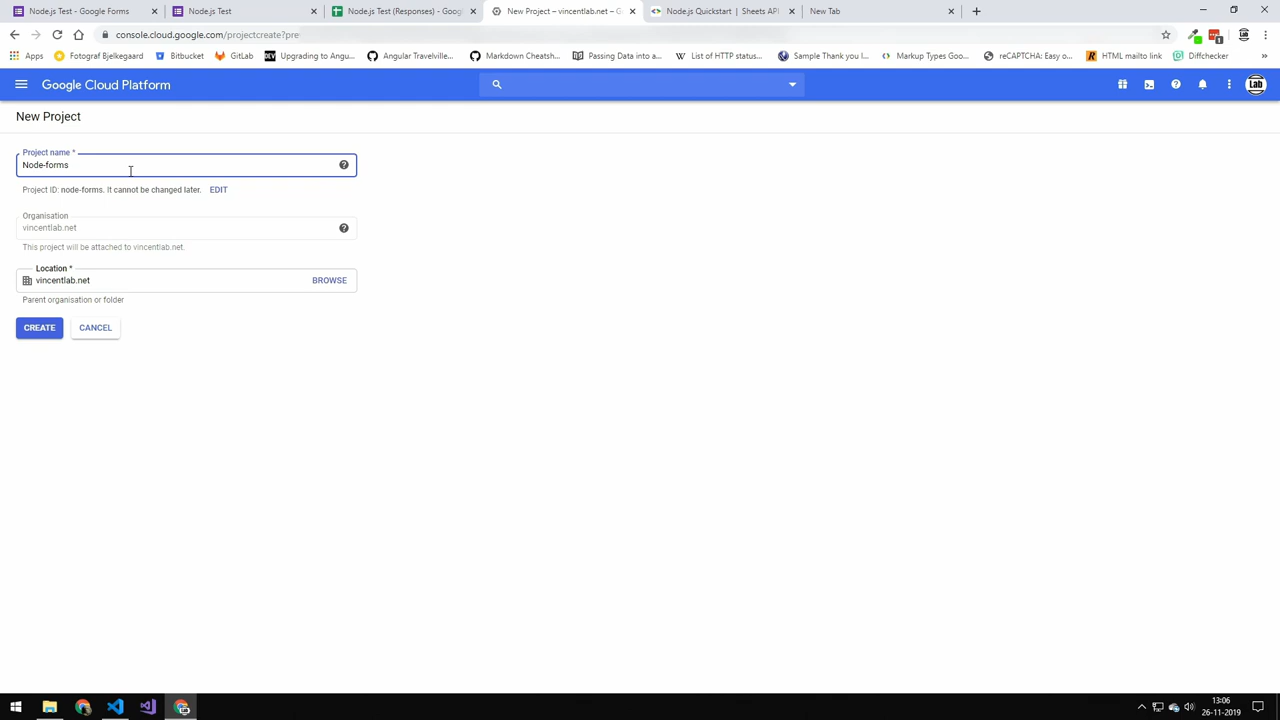 Node.js Test - Google Forms
Node.js Test
Node.js Test (Responses) - Goog
New Project – vincentlab.net – G
Node.js Quickstart | Sheets API
New Tab
console.cloud.google.com/projectcreate?pre
Apps
Fotograf Bjelkegaard
Bitbucket
GitLab
Upgrading to Angu...
Angular Travelville...
Markdown Cheatsh...
Passing Data into a...
List of HTTP status...
Sample Thank you l...
Markup Types Goo...
reCAPTCHA: Easy o...
HTML mailto link
Diffchecker
Google Cloud Platform
Lab
New Project
Project name *
Node-forms
Project ID: node-forms. It cannot be changed later. EDIT
Organisation
vincentlab.net
This project will be attached to vincentlab.net.
Location *
vincentlab.net
BROWSE
Parent organisation or folder
CREATE
CANCEL
13:06
26-11-2019